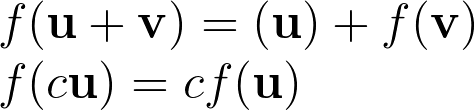 f(u + v) = (u) + f(v)
f(cu) = cf(u)